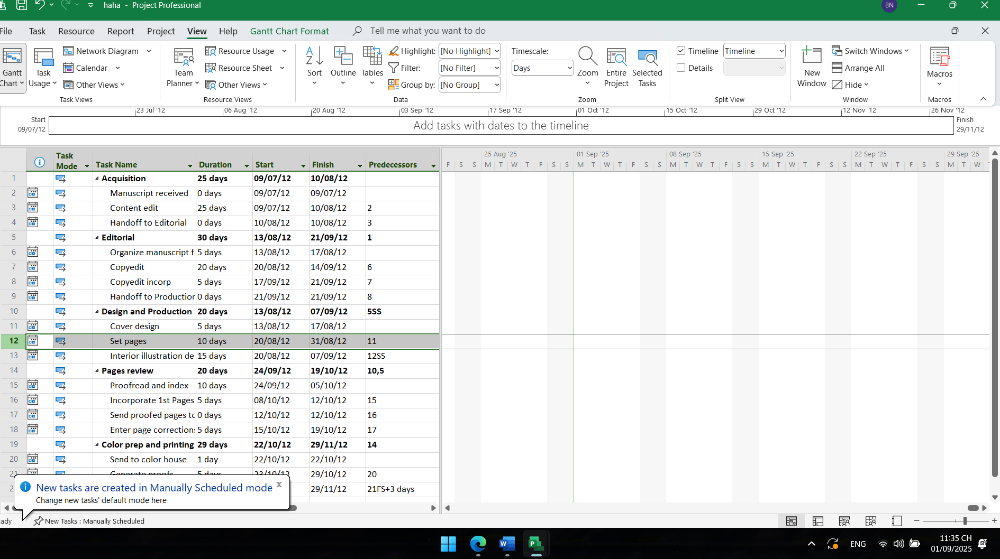 haha - Project Professional
BN
File Task Resource Report Project View Help Gantt Chart Format Tell me what you want to do
Gantt Chart
Task Usage
Network Diagram
Calendar
Other Views
Task Views
Team Planner
Resource Usage
Resource Sheet
Other Views
Resource Views
Sort
Outline
Tables
Highlight: [No Highlight]
Filter: [No Filter]
Group by: [No Group]
Data
Timescale:
Days
Zoom
Entire Project
Selected Tasks
Zoom
Timeline Timeline
Details
Split View
New Window
Switch Windows
Arrange All
Hide
Window
Macros
Macros
23 Jul '12 06 Aug '12 20 Aug '12 03 Sep '12 17 Sep '12 01 Oct '12 15 Oct '12 29 Oct '12 12 Nov '12 26 Nov '12
Start
09/07/12
Add tasks with dates to the timeline
Finish
29/11/12
Task Mode Task Name Duration Start Finish Predecessors
25 Aug '25 01 Sep '25 08 Sep '25 15 Sep '25 22 Sep '25 29 Sep '25
F S S M T W T F S S M T W T F S S M T W T F S S M T W T F S S M T W T F S S M T W
1 Acquisition 25 days 09/07/12 10/08/12
2 Manuscript received 0 days 09/07/12 09/07/12
3 Content edit 25 days 09/07/12 10/08/12 2
4 Handoff to Editorial 0 days 10/08/12 10/08/12 3
5 Editorial 30 days 13/08/12 21/09/12 1
6 Organize manuscript f 5 days 13/08/12 17/08/12
7 Copyedit 20 days 20/08/12 14/09/12 6
8 Copyedit incorp 5 days 17/09/12 21/09/12 7
9 Handoff to Production 0 days 21/09/12 21/09/12 8
10 Design and Production 20 days 13/08/12 07/09/12 5SS
11 Cover design 5 days 13/08/12 17/08/12
12 Set pages 10 days 20/08/12 31/08/12 11
13 Interior illustration de 15 days 20/08/12 07/09/12 12SS
14 Pages review 20 days 24/09/12 19/10/12 10,5
15 Proofread and index 10 days 24/09/12 05/10/12
16 Incorporate 1st Pages 5 days 08/10/12 12/10/12 15
17 Send proofed pages to 0 days 12/10/12 12/10/12 16
18 Enter page corrections 5 days 15/10/12 19/10/12 17
19 Color prep and printing 29 days 22/10/12 29/11/12 14
20 Send to color house 1 day 22/10/12 22/10/12
21 Generate proofs 5 days 23/10/12 29/10/12 20
29/11/12 21FS+3 days
New tasks are created in Manually Scheduled mode x
Change new tasks' default mode here
ady New Tasks : Manually Scheduled
ENG
11:35 CH
01/09/2025